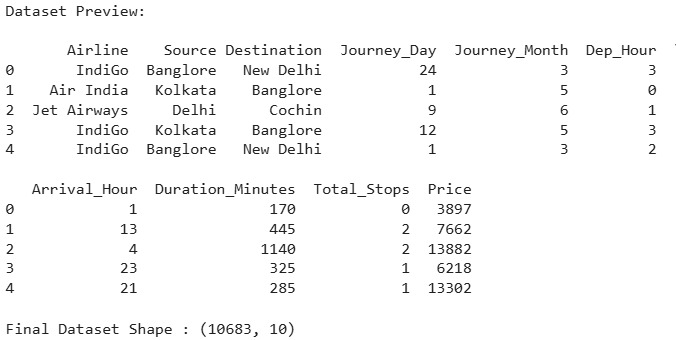 Dataset Preview:
Airline Source Destination Journey_Day Journey_Month Dep_Hour
0 IndiGo Banglore New Delhi 24 3 3
1 Air India Kolkata Banglore 1 5 0
2 Jet Airways Delhi Cochin 9 6 1
3 IndiGo Kolkata Banglore 12 5 3
4 IndiGo Banglore New Delhi 1 3 2
Arrival_Hour Duration_Minutes Total_Stops Price
0 1 170 0 3897
1 13 445 2 7662
2 4 1140 2 13882
3 23 325 1 6218
4 21 285 1 13302
Final Dataset Shape : (10683, 10)